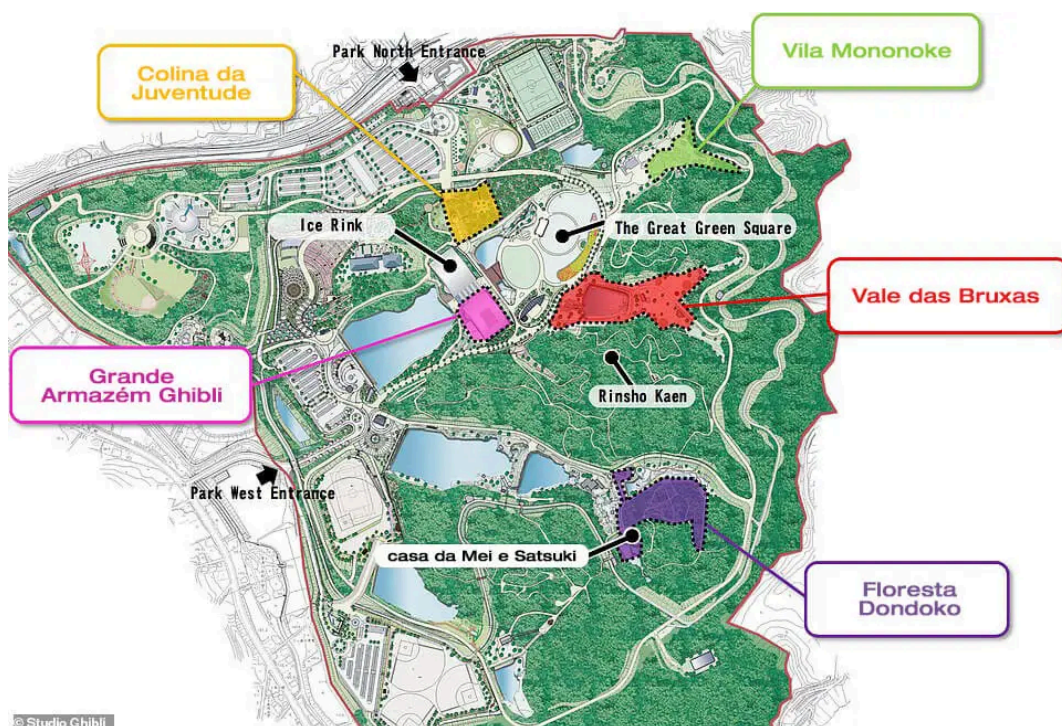 Park North Entrance
Vila Mononoke
Colina da
Juventude
Ice Rink
The Great Green Square
Vale das Bruxas
Grande
Armazém Ghibli
Rinsho Kaen
Park West Entrance
casa da Mei e Satsuki
Floresta
Dondoko
© Studio Ghibli